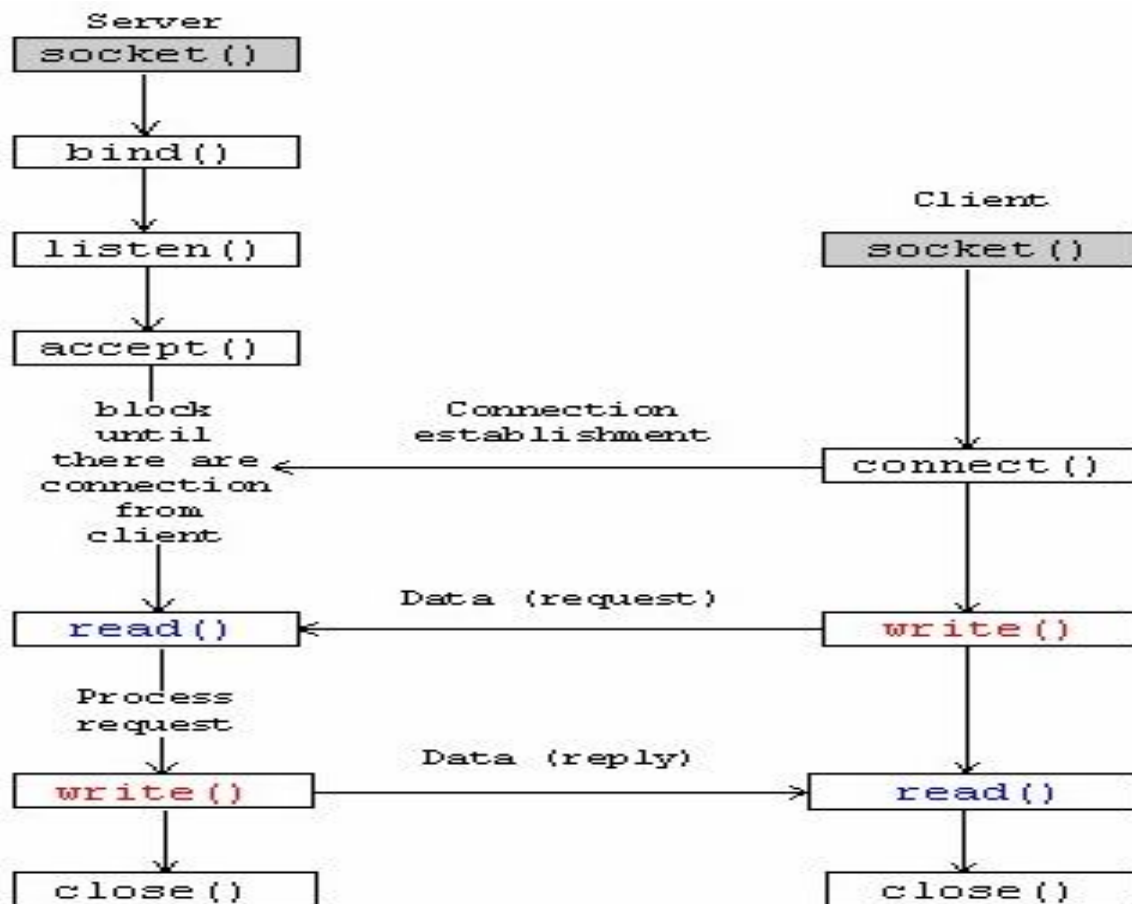 Server
socket()
bind()
listen()
accept()
block
until
there are
connection
from
client
read()
Process
request
write()
close()
Connection
establishment
Data (request)
Data (reply)
Client
socket()
connect()
write()
read()
close()